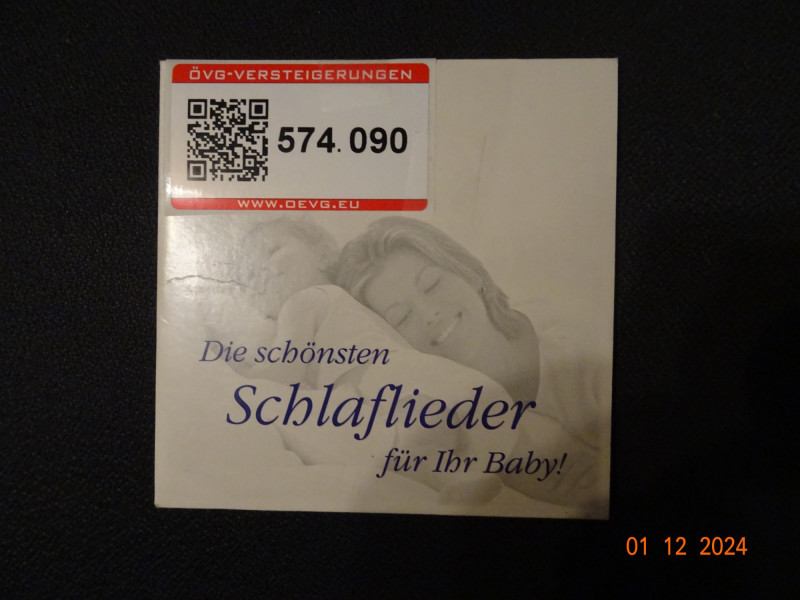 ÖVG-VERSTEIGERUNGEN
574. 090
WWW.OEVG.EU
Die schönsten
Schlaflieder
für Ihr Baby!
01 12 2024